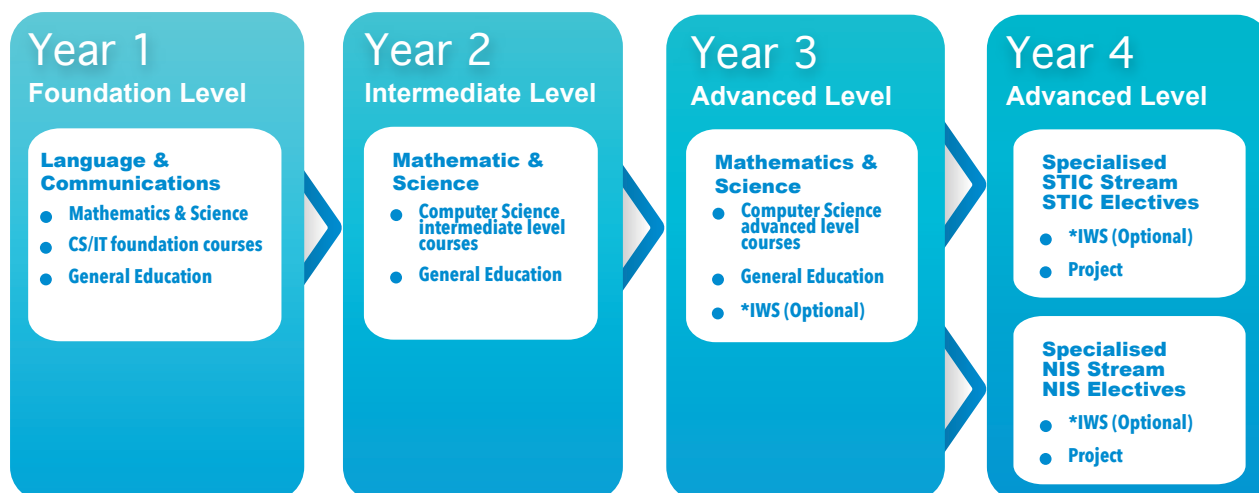 Year 1
Foundation Level
Language &
Communications
Mathematics & Science
CS/IT foundation courses
General Education
Year 2
Intermediate Level
Mathematic &
Science
Computer Science
intermediate level
courses
General Education
Year 3
Advanced Level
Mathematics &
Science
Computer Science
advanced level
courses
General Education
*IWS (Optional)
Year 4
Advanced Level
Specialised
STIC Stream
STIC Electives
*IWS (Optional)
Project
Specialised
NIS Stream
NIS Electives
*IWS (Optional)
Project